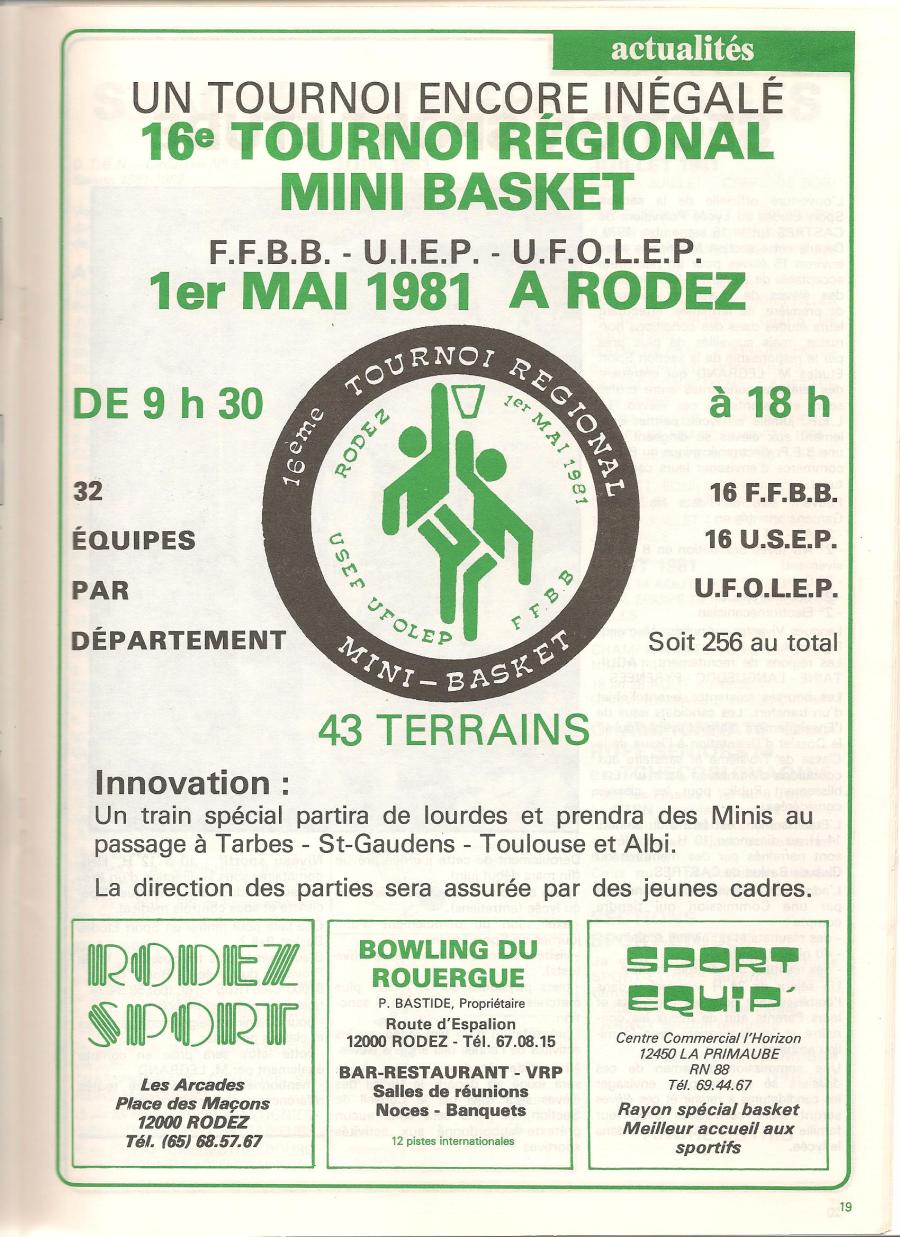 actualités
UN TOURNOI ENCORE INÉGALÉ
16e TOURNOI RÉGIONAL
MINI BASKET
F.F.B.B. - U.I.E.P. - U.F.O.L.E.P.
1er MAI 1981 A RODEZ
DE 9 h 30
à 18 h
16ème TOURNOI REGIONAL
RODEZ
1er MAI 1981
USEP UFOLEP
F.F.B.B
MINI-BASKET
32
ÉQUIPES
PAR
DÉPARTEMENT
16 F.F.B.B.
16 U.S.E.P.
U.F.O.L.E.P.
Soit 256 au total
43 TERRAINS
Innovation :
Un train spécial partira de lourdes et prendra des Minis au
passage à Tarbes - St-Gaudens - Toulouse et Albi.
La direction des parties sera assurée par des jeunes cadres.
RODEZ
SPORT
Les Arcades
Place des Maçons
12000 RODEZ
Tél. (65) 68.57.67
BOWLING DU
ROUERGUE
P. BASTIDE, Propriétaire
Route d'Espalion
12000 RODEZ - Tél. 67.08.15
BAR-RESTAURANT - VRP
Salles de réunions
Noces - Banquets
12 pistes internationales
SPORT
EQUIP'
Centre Commercial l'Horizon
12450 LA PRIMAUBE
RN 88
Tél. 69.44.67
Rayon spécial basket
Meilleur accueil aux
sportifs
19